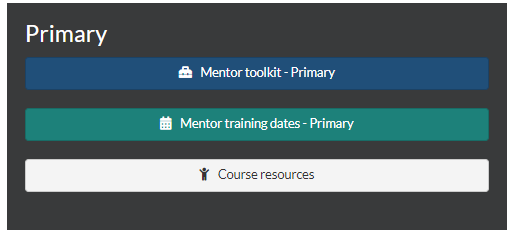 Primary
Mentor toolkit - Primary
Mentor training dates - Primary
Course resources